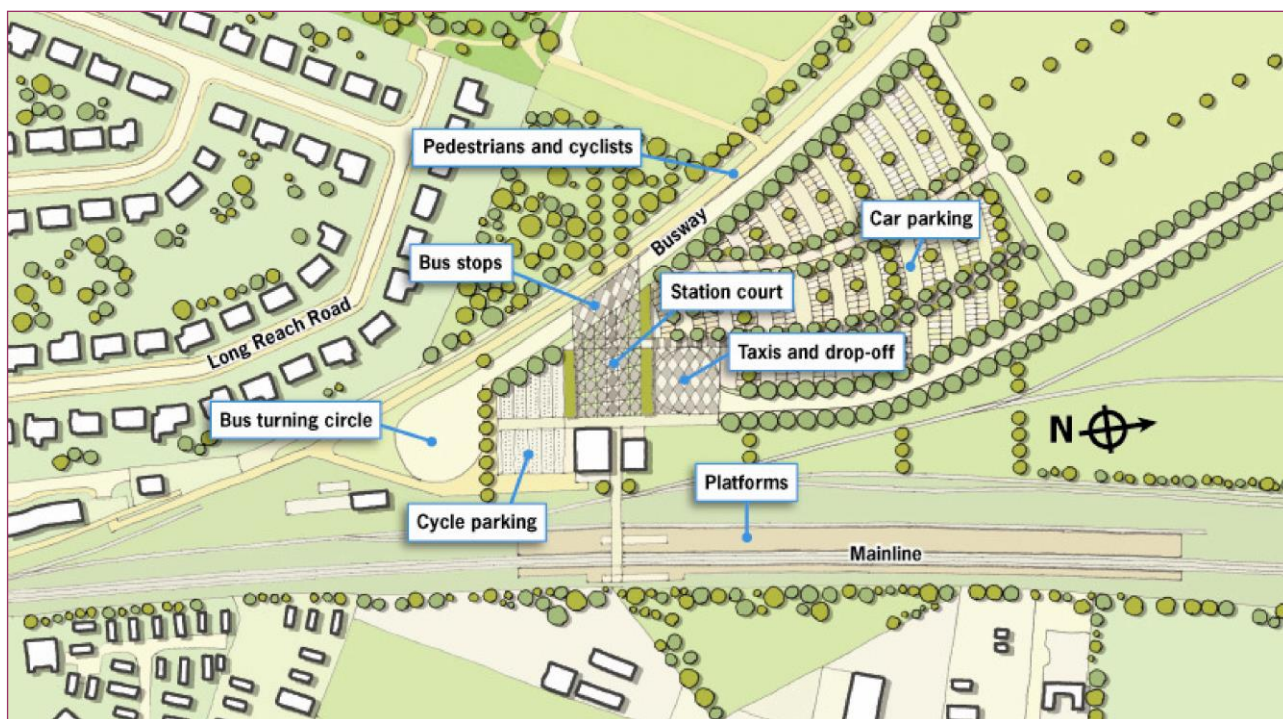 Pedestrians and cyclists
Busway
Car parking
Bus stops
Station court
Long Reach Road
Taxis and drop-off
Bus turning circle
N
Platforms
Cycle parking
Mainline